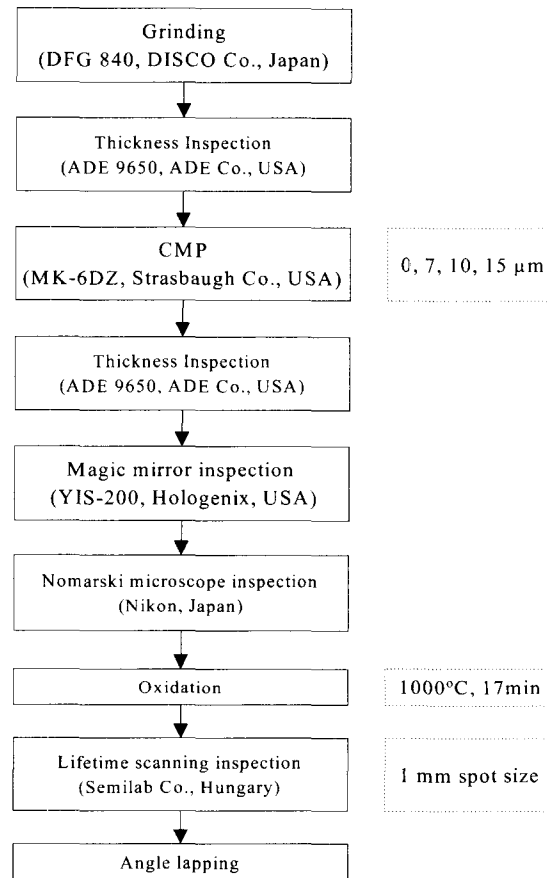 Grinding
(DFG 840, DISCO Co., Japan)
Thickness Inspection
(ADE 9650, ADE Co., USA)
CMP
(MK-6DZ, Strasbaugh Co., USA)
0, 7, 10, 15 μm
Thickness Inspection
(ADE 9650, ADE Co., USA)
Magic mirror inspection
(YIS-200, Hologenix, USA)
Nomarski microscope inspection
(Nikon, Japan)
Oxidation
1000ºC, 17min
Lifetime scanning inspection
(Semilab Co., Hungary)
1 mm spot size
Angle lapping